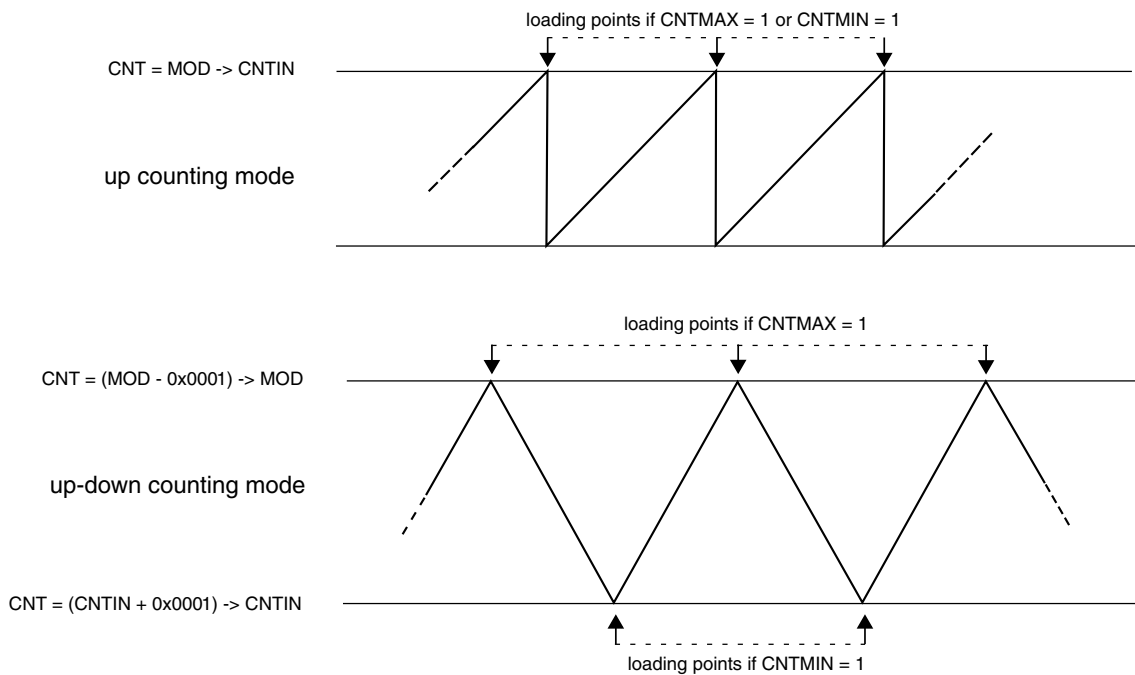 loading points if CNTMAX = 1 or CNTMIN = 1
CNT = MOD -> CNTIN
up counting mode
loading points if CNTMAX = 1
CNT = (MOD - 0x0001) -> MOD
up-down counting mode
CNT = (CNTIN + 0x0001) -> CNTIN
loading points if CNTMIN = 1